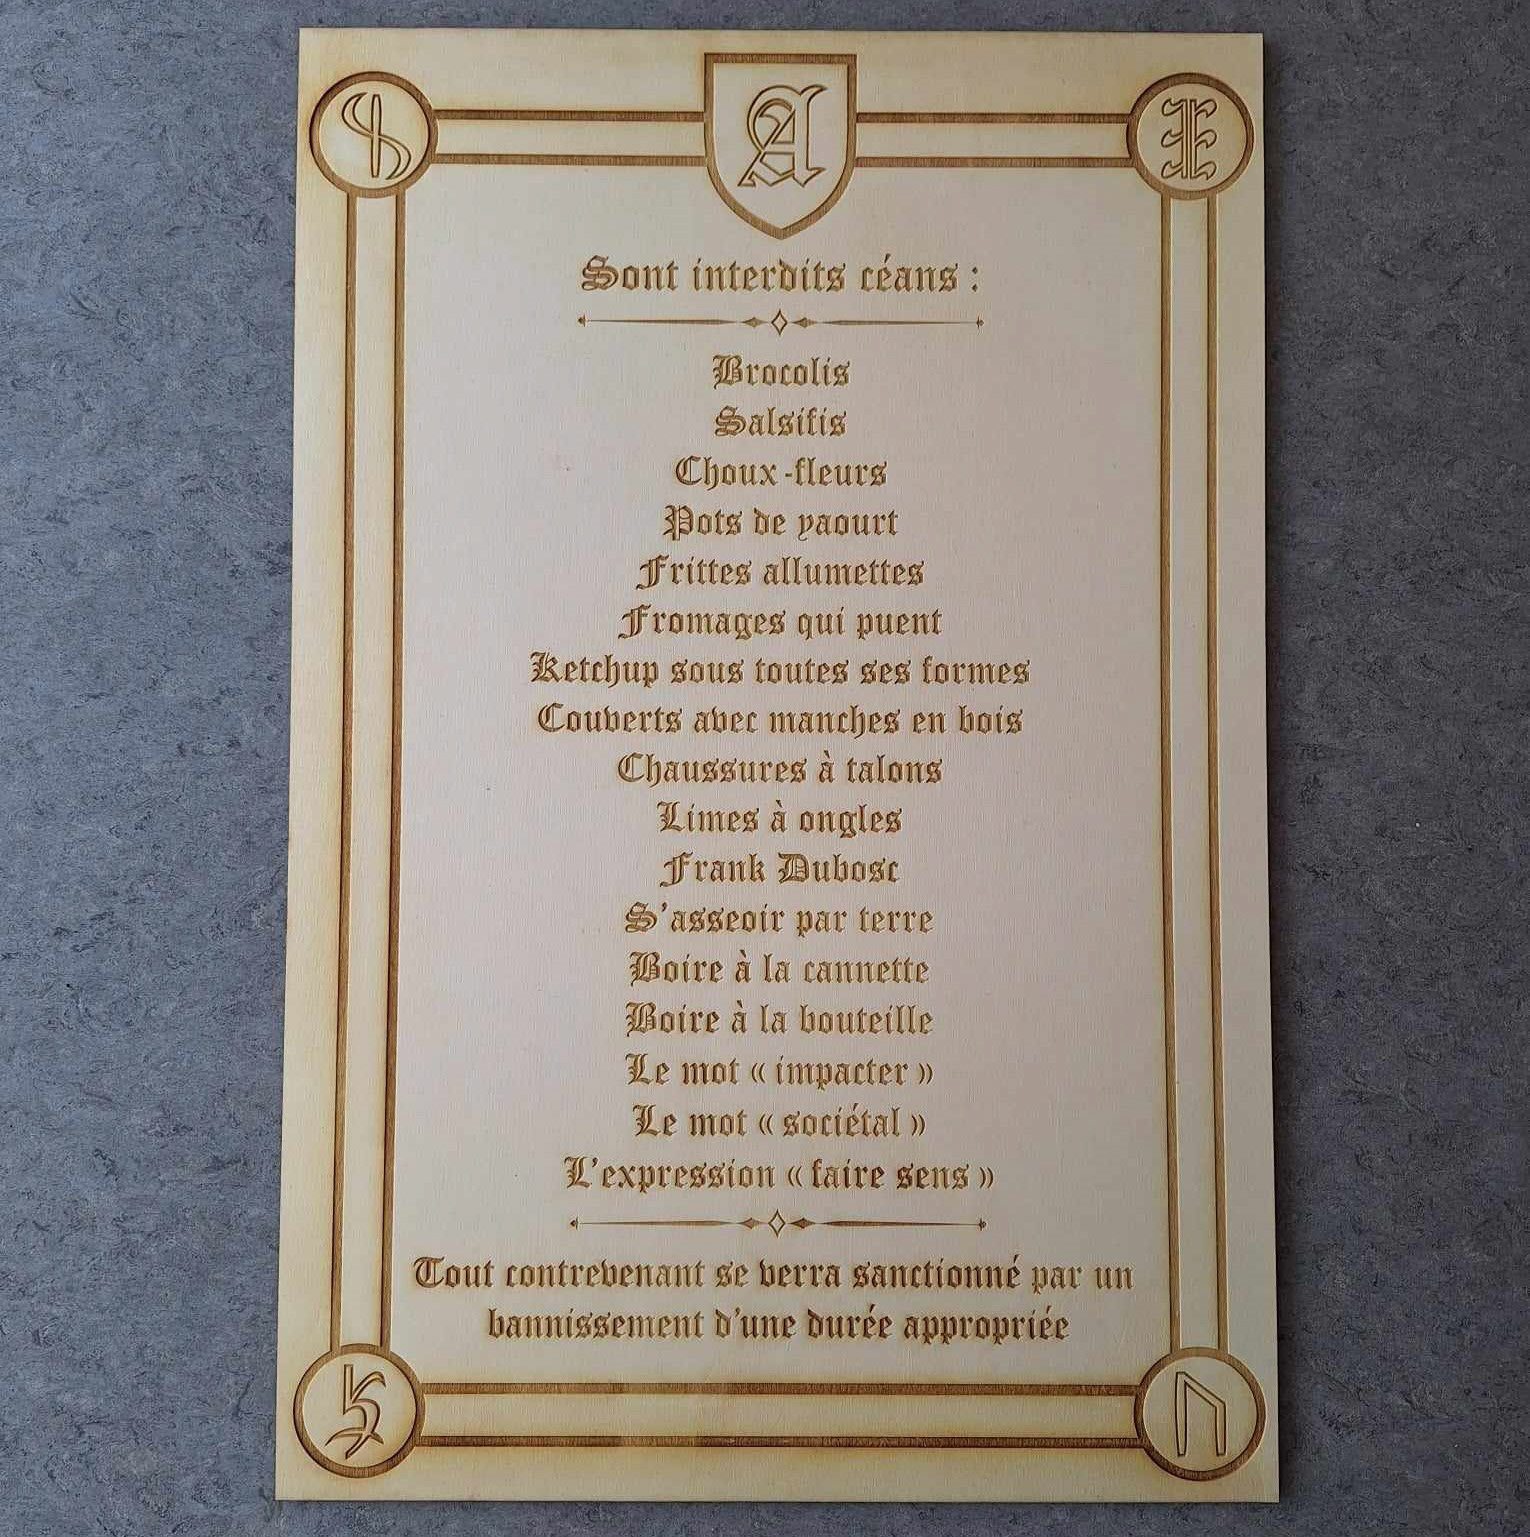 A
Sont interdits céans :
Brocolis
Salsifis
Choux-fleurs
Pots de yaourt
Frittes allumettes
Fromages qui puent
Ketchup sous toutes ses formes
Couverts avec manches en bois
Chaussures à talons
Limes à ongles
Frank Dubosc
S'asseoir par terre
Boire à la cannette
Boire à la bouteille
Le mot « impacter »
Le mot « sociétal »
L'expression « faire sens »
Tout contrevenant se verra sanctionné par un
bannissement d'une durée appropriée